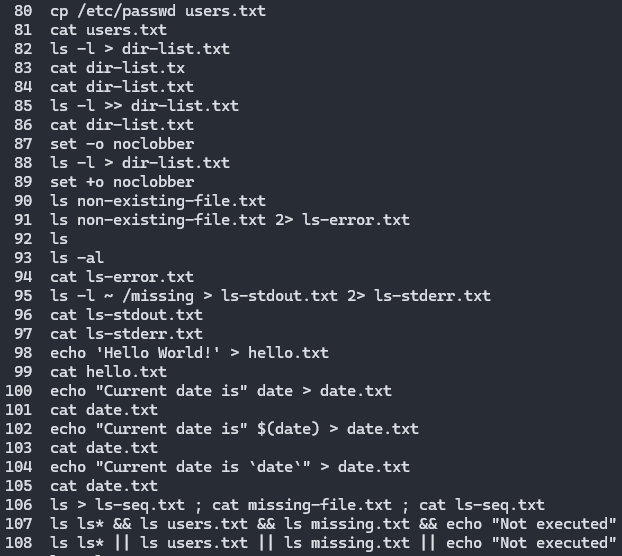 80 cp /etc/passwd users.txt
81 cat users.txt
82 ls -l > dir-list.txt
83 cat dir-list.tx
84 cat dir-list.txt
85 ls -l >> dir-list.txt
86 cat dir-list.txt
87 set -o noclobber
88 ls -l > dir-list.txt
89 set +o noclobber
90 ls non-existing-file.txt
91 ls non-existing-file.txt 2> ls-error.txt
92 ls
93 ls -al
94 cat ls-error.txt
95 ls -l ~ /missing > ls-stdout.txt 2> ls-stderr.txt
96 cat ls-stdout.txt
97 cat ls-stderr.txt
98 echo 'Hello World!' > hello.txt
99 cat hello.txt
100 echo "Current date is" date > date.txt
101 cat date.txt
102 echo "Current date is" $(date) > date.txt
103 cat date.txt
104 echo "Current date is `date`" > date.txt
105 cat date.txt
106 ls > ls-seq.txt ; cat missing-file.txt ; cat ls-seq.txt
107 ls ls* && ls users.txt && ls missing.txt && echo "Not executed"
108 ls ls* || ls users.txt || ls missing.txt || echo "Not executed"